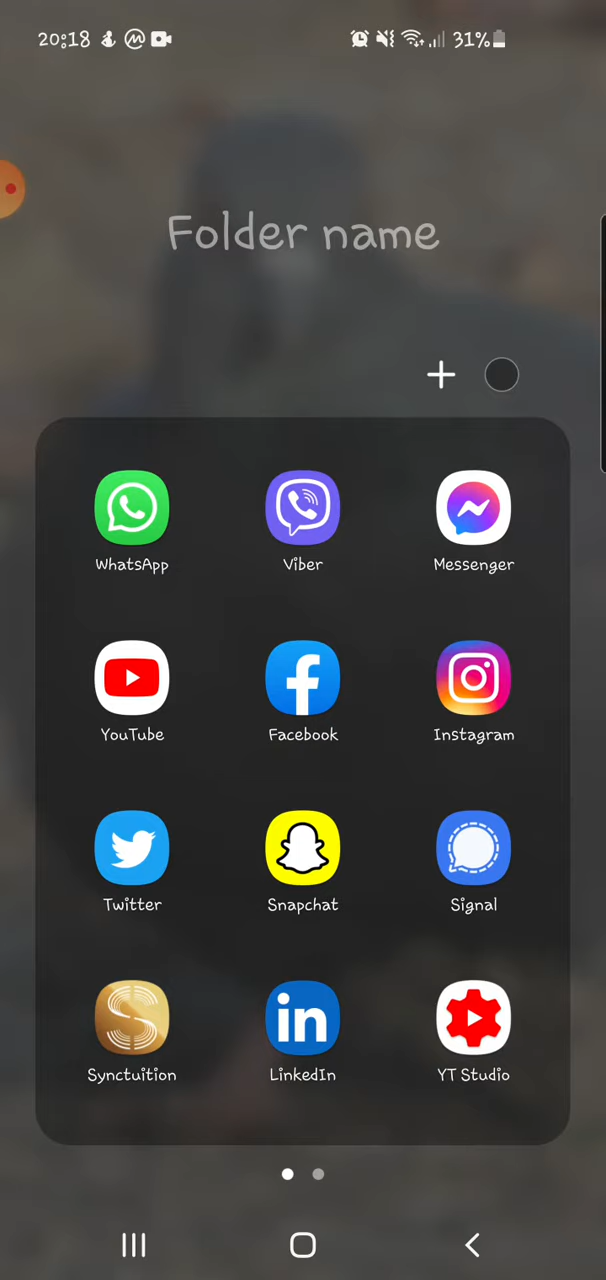 20:18 31%
Folder name
WhatsApp Viber Messenger
YouTube Facebook Instagram
Twitter Snapchat Signal
Synctuition LinkedIn YT Studio